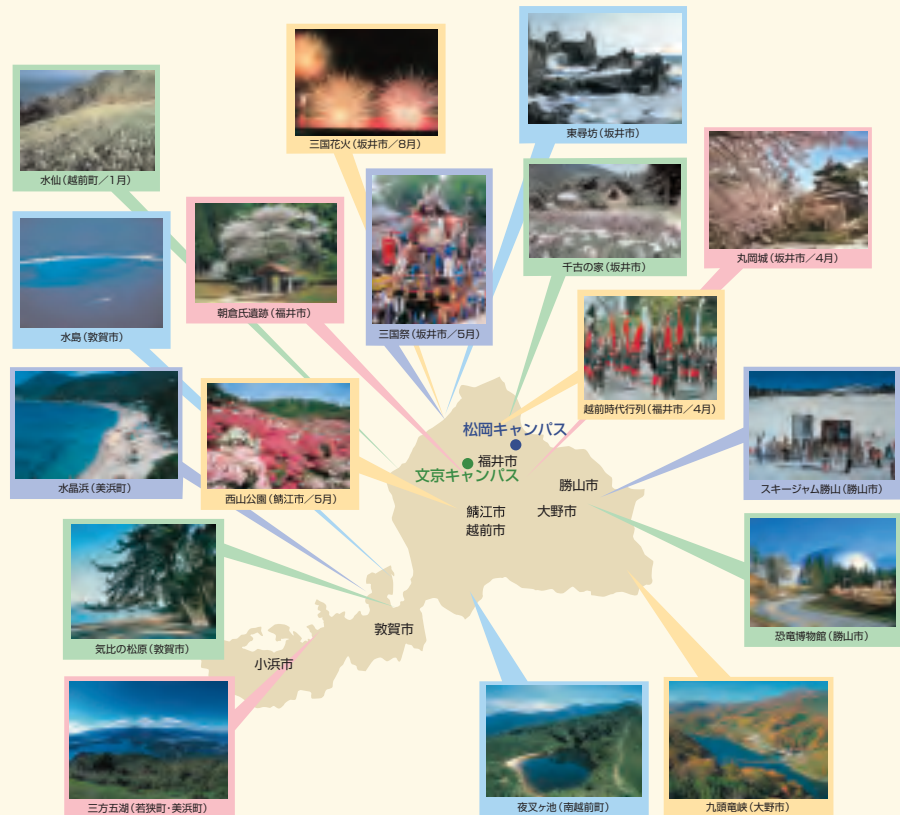 三国花火(坂井市／8月)
東尋坊(坂井市)
水仙(越前町／1月)
千古の家(坂井市)
丸岡城(坂井市／4月)
水島(敦賀市)
朝倉氏遺跡(福井市)
三国祭(坂井市／5月)
越前時代行列(福井市／4月)
水晶浜(美浜町)
西山公園(鯖江市／5月)
スキージャム勝山(勝山市)
松岡キャンパス
福井市
文京キャンパス
勝山市
鯖江市
大野市
越前市
恐竜博物館(勝山市)
気比の松原(敦賀市)
敦賀市
小浜市
三方五湖(若狭町・美浜町)
夜叉ヶ池(南越前町)
九頭竜峡(大野市)